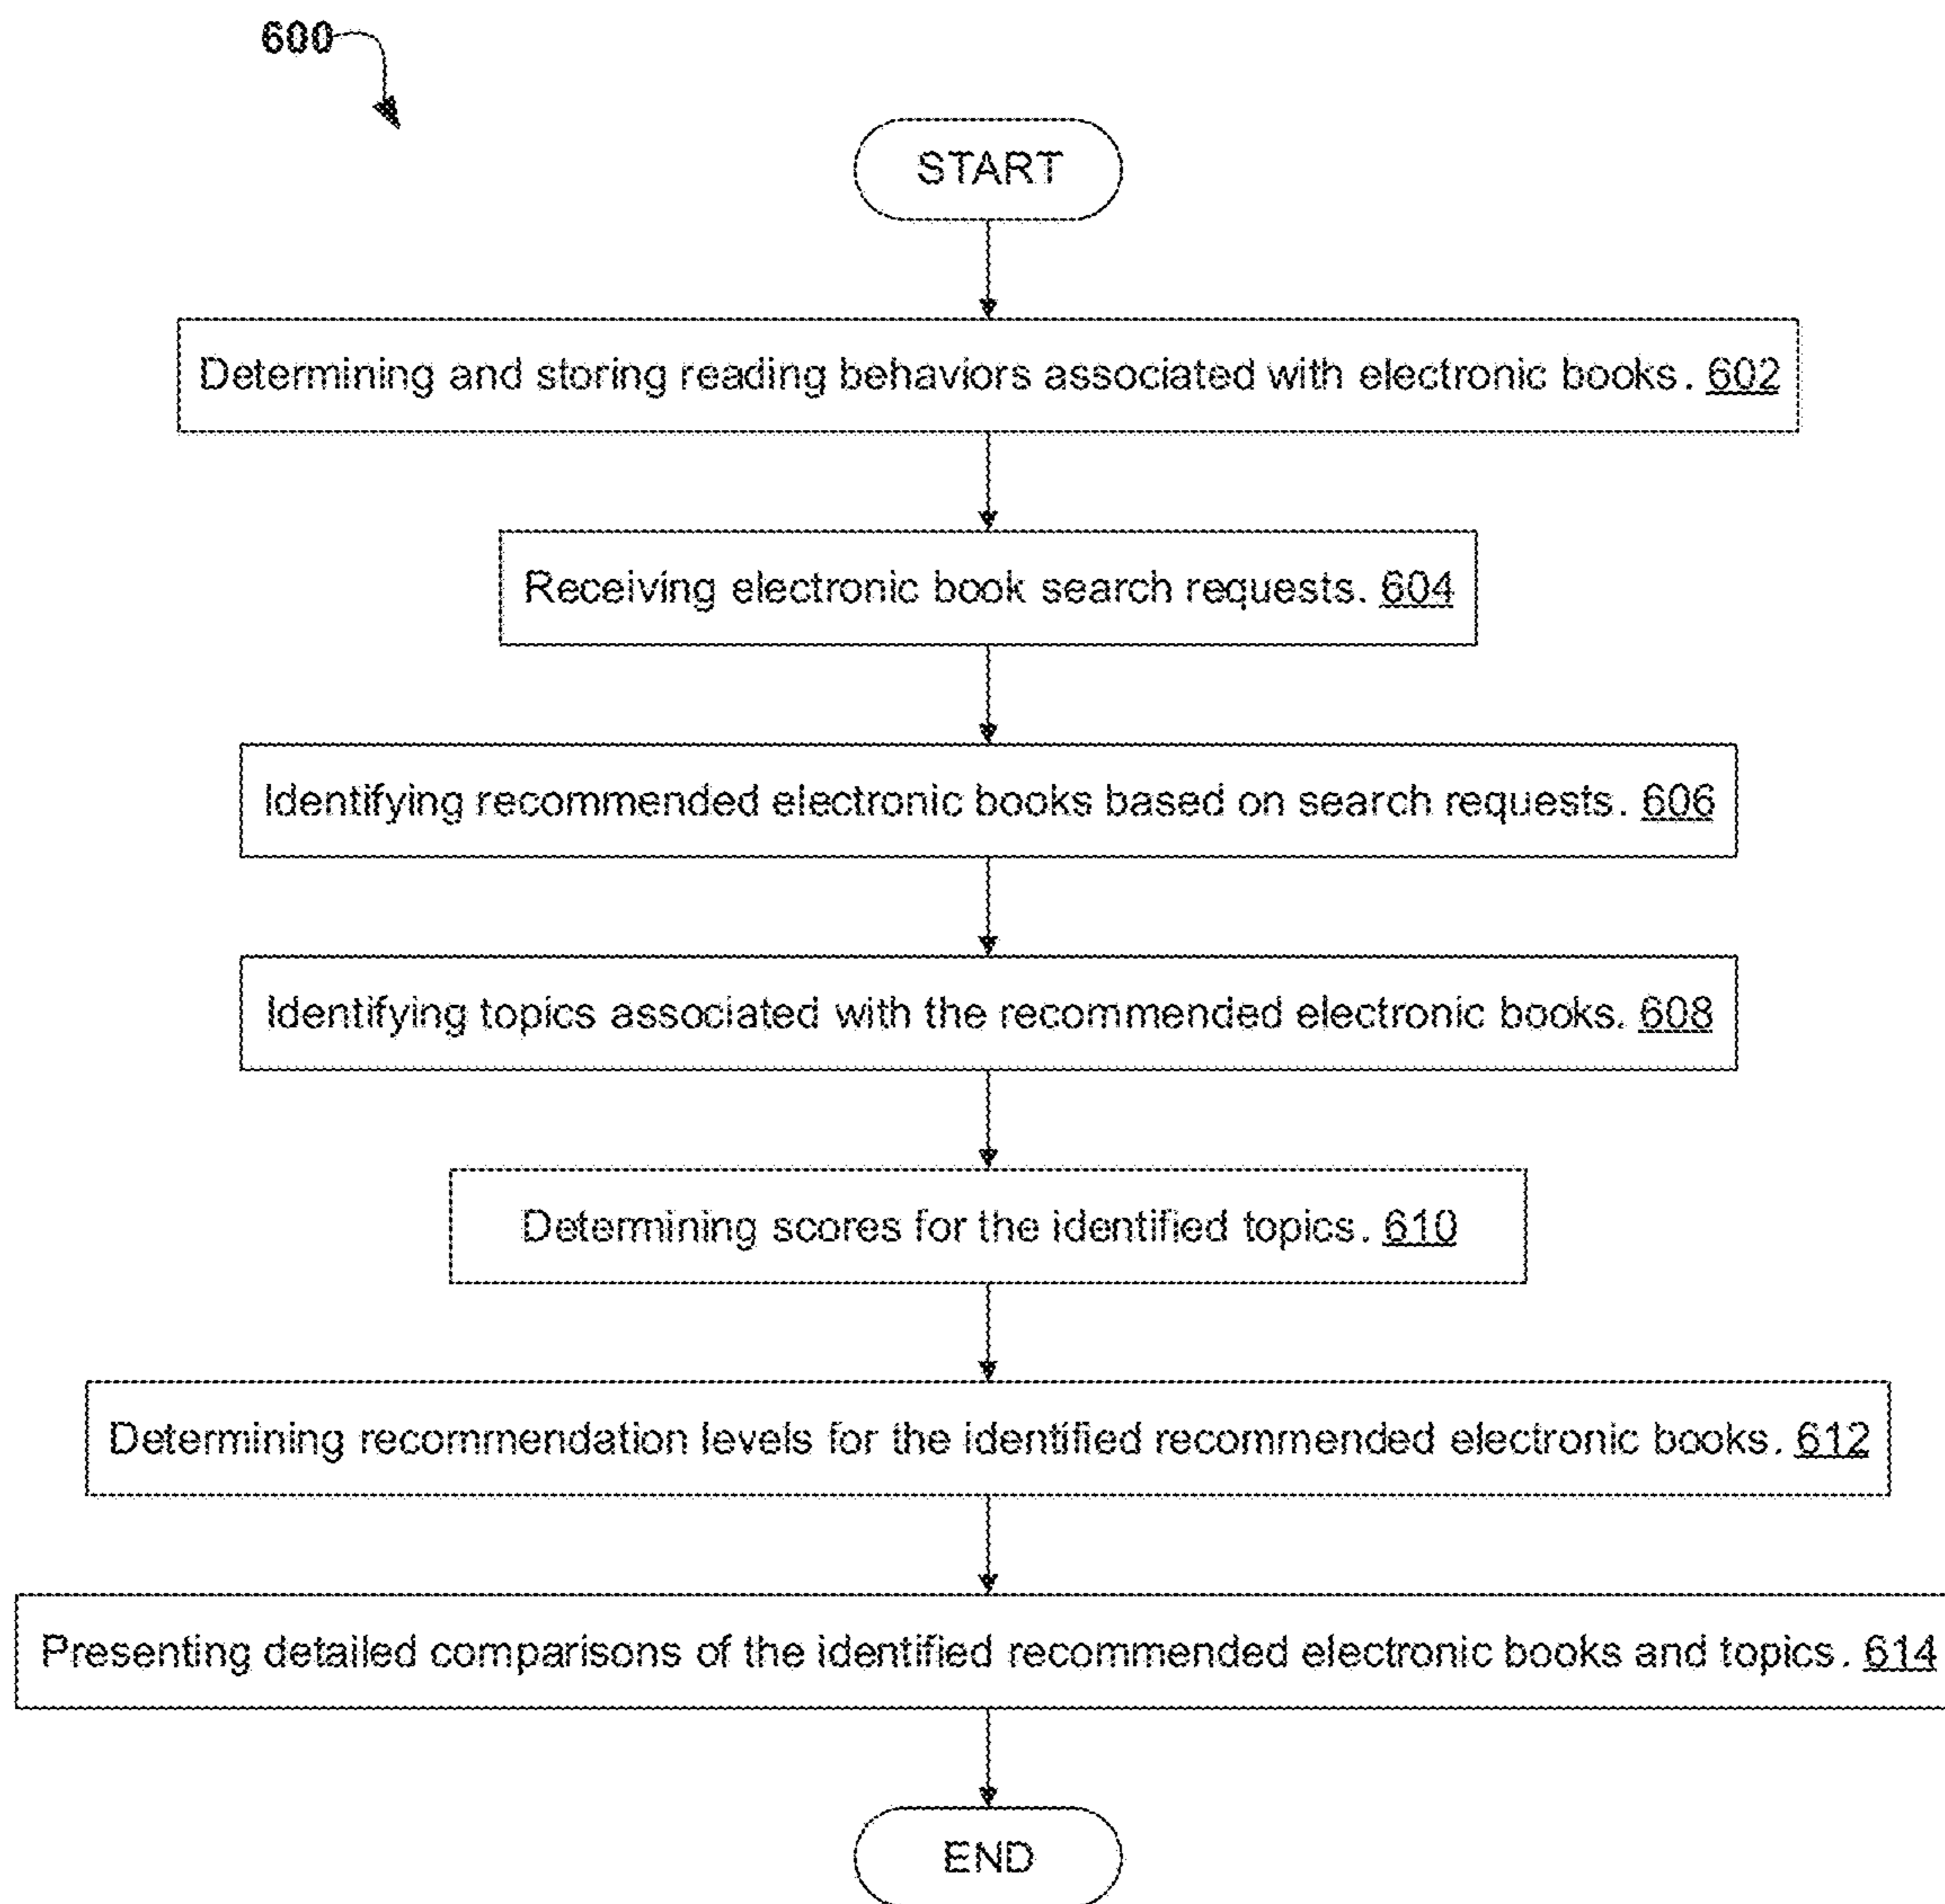 600
START
Determining and storing reading behaviors associated with electronic books. 602
Receiving electronic book search requests. 604
Identifying recommended electronic books based on search requests. 606
Identifying topics associated with the recommended electronic books. 608
Determining scores for the identified topics. 610
Determining recommendation levels for the identified recommended electronic books. 612
Presenting detailed comparisons of the identified recommended electronic books and topics. 614
END